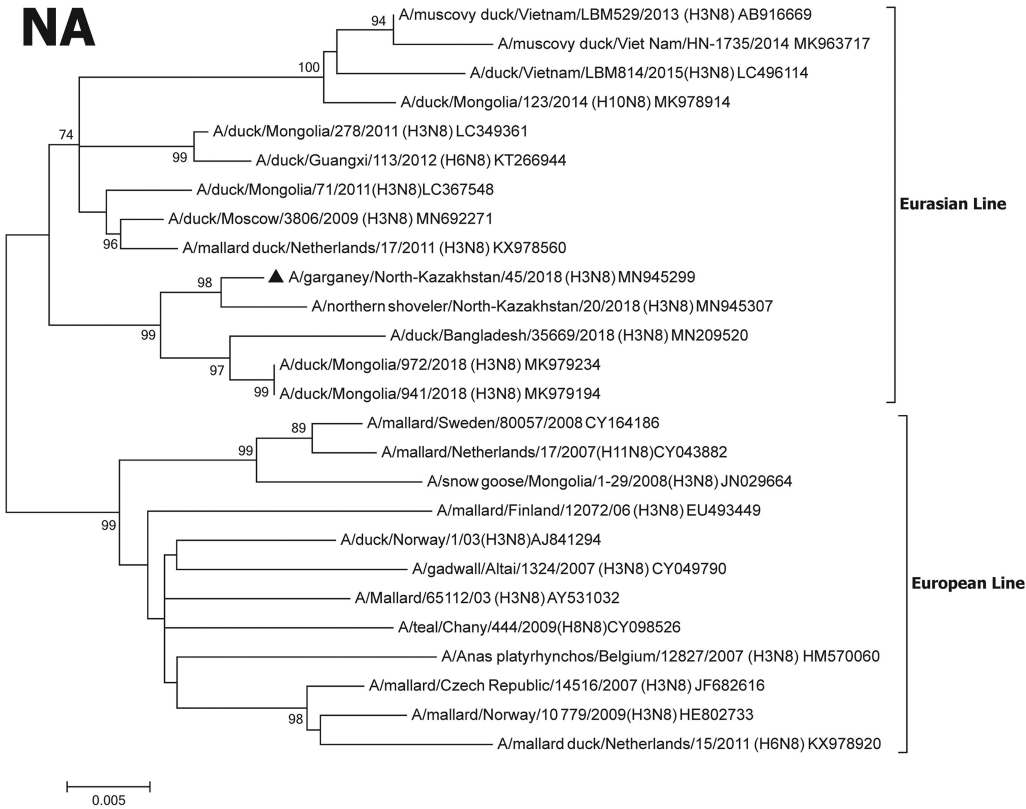 NA
94
A/muscovy duck/Vietnam/LBM529/2013 (H3N8) AB916669
A/muscovy duck/Viet Nam/HN-1735/2014 MK963717
100
A/duck/Vietnam/LBM814/2015(H3N8) LC496114
A/duck/Mongolia/123/2014 (H10N8) MK978914
74
A/duck/Mongolia/278/2011 (H3N8) LC349361
99
A/duck/Guangxi/113/2012 (H6N8) KT266944
A/duck/Mongolia/71/2011(H3N8)LC367548
Eurasian Line
A/duck/Moscow/3806/2009 (H3N8) MN692271
96
A/mallard duck/Netherlands/17/2011 (H3N8) KX978560
98
▲ A/garganey/North-Kazakhstan/45/2018 (H3N8) MN945299
A/northern shoveler/North-Kazakhstan/20/2018 (H3N8) MN945307
99
A/duck/Bangladesh/35669/2018 (H3N8) MN209520
97
A/duck/Mongolia/972/2018 (H3N8) MK979234
99
A/duck/Mongolia/941/2018 (H3N8) MK979194
A/mallard/Sweden/80057/2008 CY164186
89
99
A/mallard/Netherlands/17/2007(H11N8)CY043882
A/snow goose/Mongolia/1-29/2008(H3N8) JN029664
99
A/mallard/Finland/12072/06 (H3N8) EU493449
A/duck/Norway/1/03(H3N8)AJ841294
A/gadwall/Altai/1324/2007 (H3N8) CY049790
European Line
A/Mallard/65112/03 (H3N8) AY531032
A/teal/Chany/444/2009(H8N8)CY098526
A/Anas platyrhynchos/Belgium/12827/2007 (H3N8) HM570060
A/mallard/Czech Republic/14516/2007 (H3N8) JF682616
98
A/mallard/Norway/10 779/2009(H3N8) HE802733
A/mallard duck/Netherlands/15/2011 (H6N8) KX978920
0.005